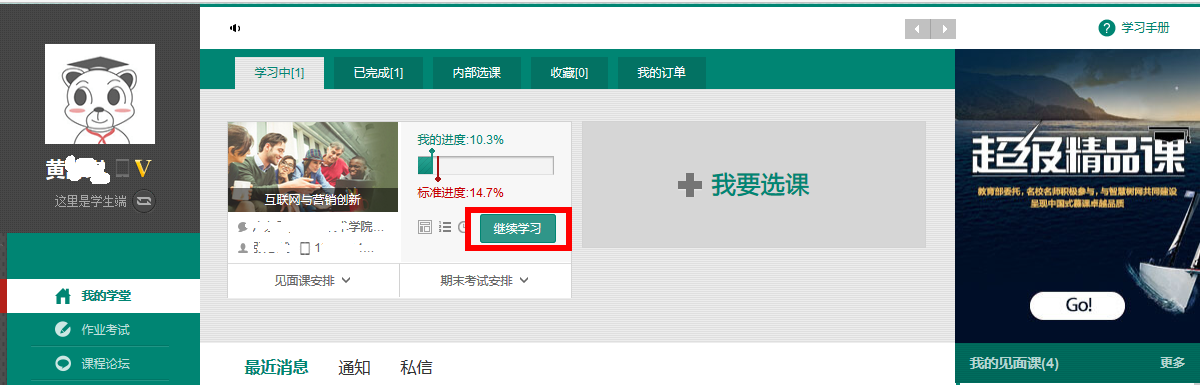 ? 学习手册
学习中[1]
已完成[1]
内部选课
收藏[0]
我的订单
黄 V
这里是学生端
我的学堂
作业考试
课程论坛
互联网与营销创新
学院...
见面课安排
我的进度:10.3%
标准进度:14.7%
继续学习
期末考试安排
我要选课
超级精品课
教育部委托，名校名师积极参与，与智慧树网共同建设
呈现中国式慕课卓越品质
Go!
我的见面课(4) 更多
最近消息 通知 私信